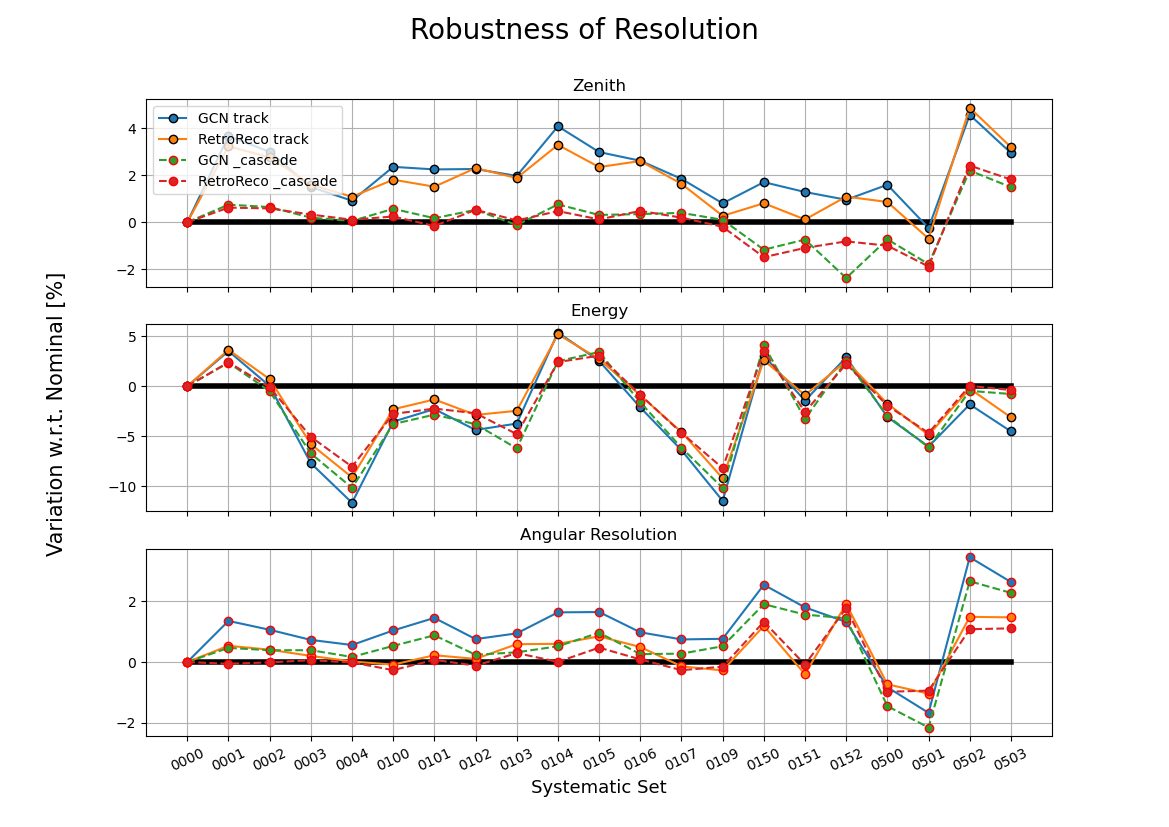 Robustness of Resolution
Zenith
GCN track
RetroReco track
GCN _cascade
RetroReco _cascade
4
2
0
−2
Energy
5
0
−5
−10
Variation w.r.t. Nominal [%]
Angular Resolution
2
0
−2
0000 0001 0002 0003 0004 0100 0101 0102 0103 0104 0105 0106 0107 0109 0150 0151 0152 0500 0501 0502 0503
Systematic Set